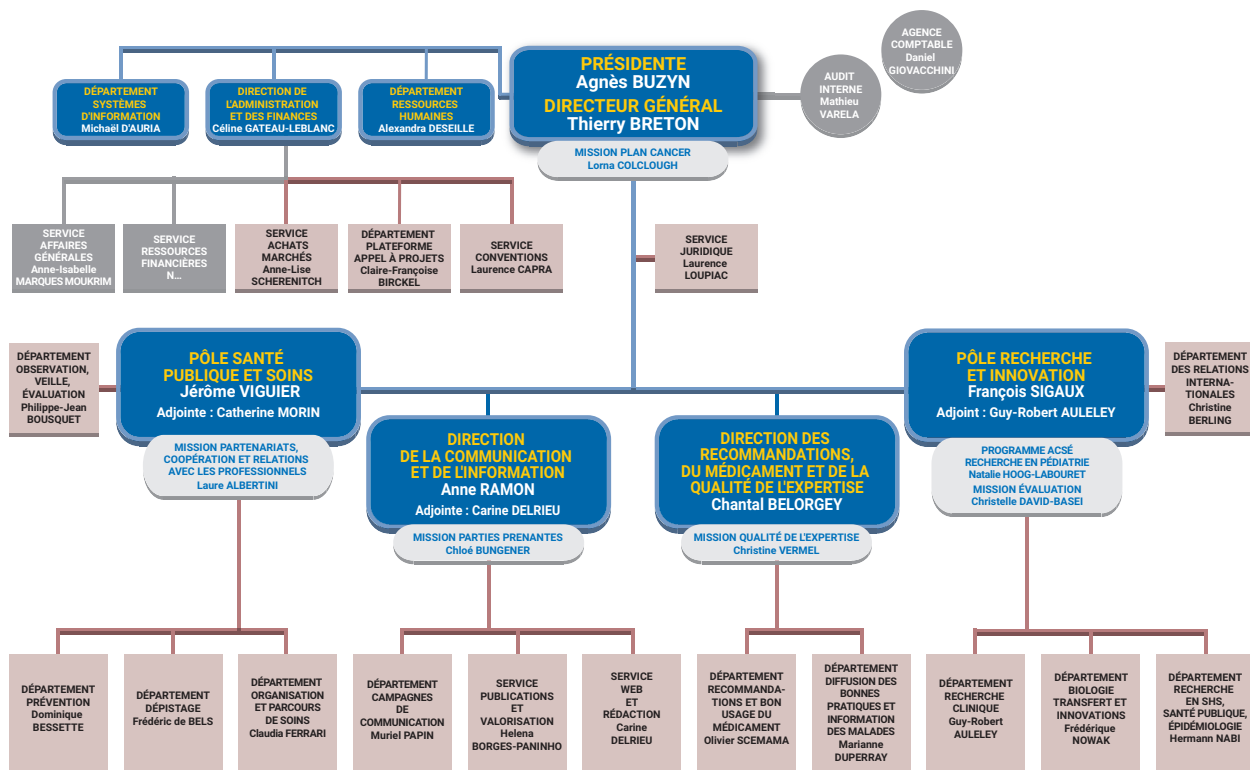 AGENCE
COMPTABLE
Daniel
GIOVACCHINI
PRÉSIDENTE
Agnès BUZYN
DIRECTEUR GÉNÉRAL
Thierry BRETON
AUDIT
INTERNE
Mathieu
VARELA
DÉPARTEMENT
SYSTÈMES
D'INFORMATION
Michaël D'AURIA
DIRECTION DE
L'ADMINISTRATION
ET DES FINANCES
Céline GATEAU-LEBLANC
DÉPARTEMENT
RESSOURCES
HUMAINES
Alexandra DESEILLE
MISSION PLAN CANCER
Lorna COLCLOUGH
SERVICE
AFFAIRES
GÉNÉRALES
Anne-Isabelle
MARQUES MOUKRIM
SERVICE
RESSOURCES
FINANCIÈRES
N...
SERVICE
ACHATS
MARCHÉS
Anne-Lise
SCHERENITCH
DÉPARTEMENT
PLATEFORME
APPEL À PROJETS
Claire-Françoise
BIRCKEL
SERVICE
CONVENTIONS
Laurence CAPRA
SERVICE
JURIDIQUE
Laurence
LOUPIAC
DÉPARTEMENT
OBSERVATION,
VEILLE,
ÉVALUATION
Philippe-Jean
BOUSQUET
PÔLE SANTÉ
PUBLIQUE ET SOINS
Jérôme VIGUIER
Adjointe : Catherine MORIN
MISSION PARTENARIATS,
COOPÉRATION ET RELATIONS
AVEC LES PROFESSIONNELS
Laure ALBERTINI
DIRECTION
DE LA COMMUNICATION
ET DE L'INFORMATION
Anne RAMON
Adjointe : Carine DELRIEU
MISSION PARTIES PRENANTES
Chloé BUNGENER
DIRECTION DES
RECOMMANDATIONS,
DU MÉDICAMENT ET DE LA
QUALITÉ DE L'EXPERTISE
Chantal BELORGEY
MISSION QUALITÉ DE L'EXPERTISE
Christine VERMEL
PÔLE RECHERCHE
ET INNOVATION
François SIGAUX
Adjoint : Guy-Robert AULELEY
PROGRAMME ACSÉ
RECHERCHE EN PÉDIATRIE
Natalie HOOG-LABOURET
MISSION ÉVALUATION
Christelle DAVID-BASEI
DÉPARTEMENT
DES RELATIONS
INTERNA-
TIONALES
Christine
BERLING
DÉPARTEMENT
PRÉVENTION
Dominique
BESSETTE
DÉPARTEMENT
DÉPISTAGE
Frédéric de BELS
DÉPARTEMENT
ORGANISATION
ET PARCOURS
DE SOINS
Claudia FERRARI
DÉPARTEMENT
CAMPAGNES
DE
COMMUNICATION
Muriel PAPIN
SERVICE
PUBLICATIONS
ET
VALORISATION
Helena
BORGES-PANINHO
SERVICE
WEB
ET
RÉDACTION
Carine
DELRIEU
DÉPARTEMENT
RECOMMANDA-
TIONS ET BON
USAGE DU
MÉDICAMENT
Olivier SCEMAMA
DÉPARTEMENT
DIFFUSION DES
BONNES
PRATIQUES ET
INFORMATION
DES MALADES
Marianne
DUPERRAY
DÉPARTEMENT
RECHERCHE
CLINIQUE
Guy-Robert
AULELEY
DÉPARTEMENT
BIOLOGIE
TRANSFERT ET
INNOVATIONS
Frédérique
NOWAK
DÉPARTEMENT
RECHERCHE
EN SHS,
SANTÉ PUBLIQUE,
ÉPIDÉMIOLOGIE
Hermann NABI